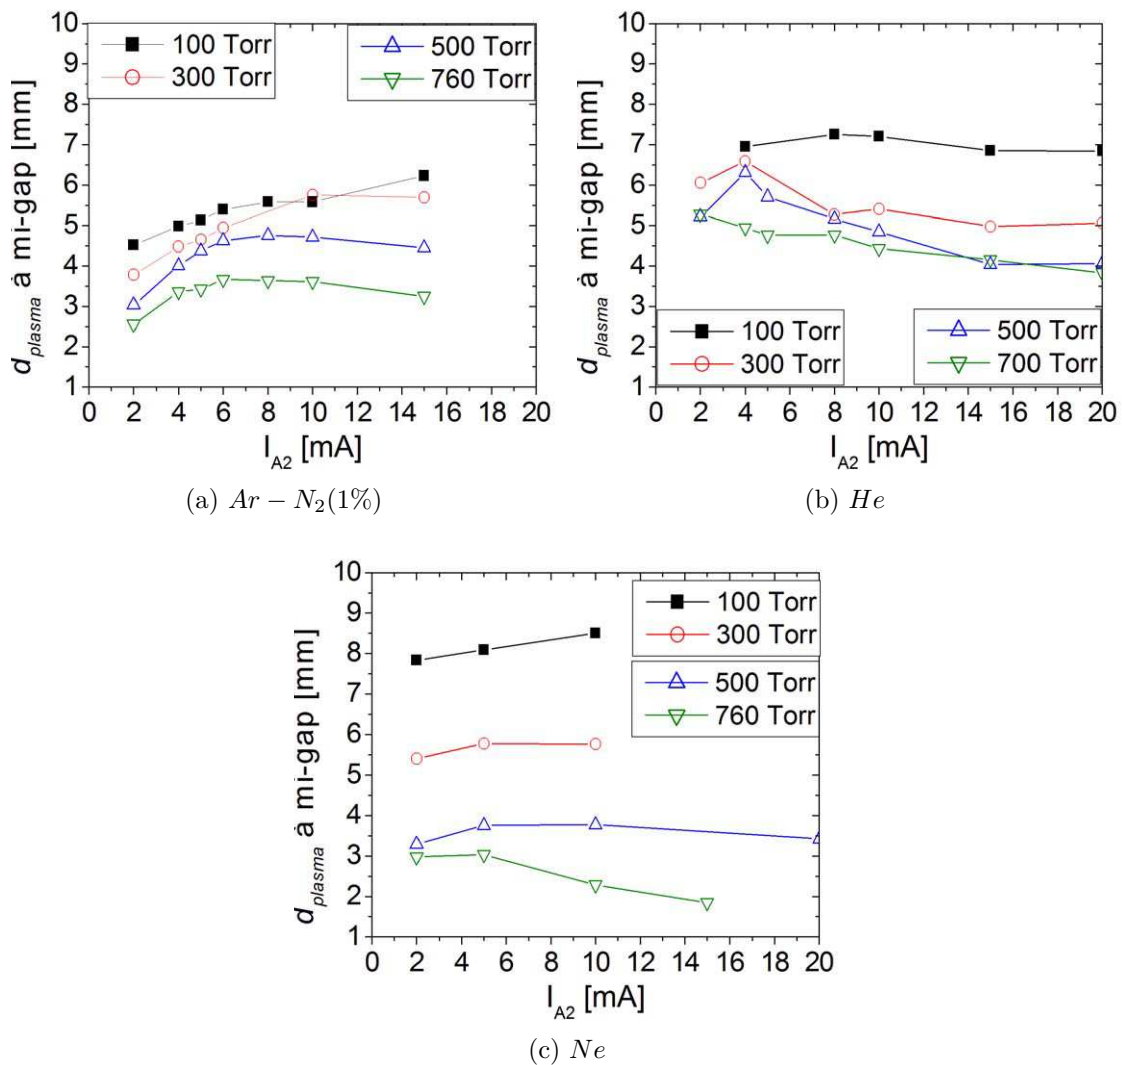 10
9
8
7
6
5
4
3
2
1
d_plasma à mi-gap [mm]
100 Torr
300 Torr
500 Torr
760 Torr
0 2 4 6 8 10 12 14 16 18 20
I_A2 [mA]
(a) Ar − N₂(1%)
10
9
8
7
6
5
4
3
2
1
d_plasma à mi-gap [mm]
100 Torr
300 Torr
500 Torr
700 Torr
0 2 4 6 8 10 12 14 16 18 20
I_A2 [mA]
(b) He
10
9
8
7
6
5
4
3
2
1
d_plasma à mi-gap [mm]
100 Torr
300 Torr
500 Torr
760 Torr
0 2 4 6 8 10 12 14 16 18 20
I_A2 [mA]
(c) Ne